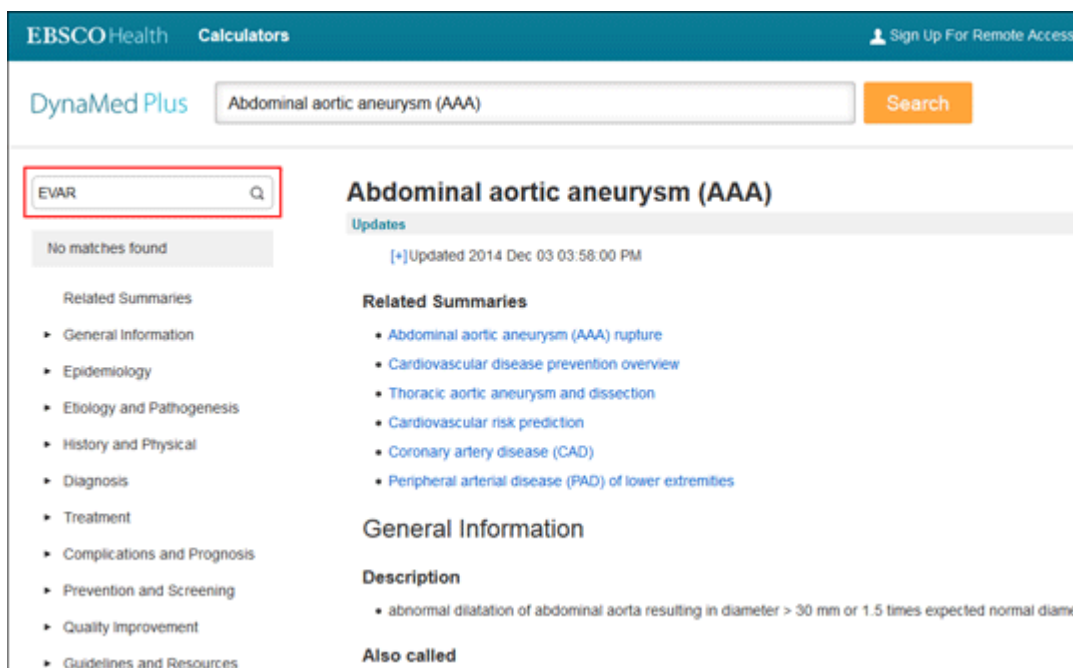 EBSCO Health Calculators Sign Up For Remote Access
DynaMed Plus Abdominal aortic aneurysm (AAA) Search
EVAR
No matches found
Related Summaries
▸ General Information
▸ Epidemiology
▸ Etiology and Pathogenesis
▸ History and Physical
▸ Diagnosis
▸ Treatment
▸ Complications and Prognosis
▸ Prevention and Screening
▸ Quality Improvement
▸ Guidelines and Resources
Abdominal aortic aneurysm (AAA)
Updates
[+]Updated 2014 Dec 03 03:58:00 PM
Related Summaries
• Abdominal aortic aneurysm (AAA) rupture
• Cardiovascular disease prevention overview
• Thoracic aortic aneurysm and dissection
• Cardiovascular risk prediction
• Coronary artery disease (CAD)
• Peripheral arterial disease (PAD) of lower extremities
General Information
Description
• abnormal dilatation of abdominal aorta resulting in diameter > 30 mm or 1.5 times expected normal diame
Also called